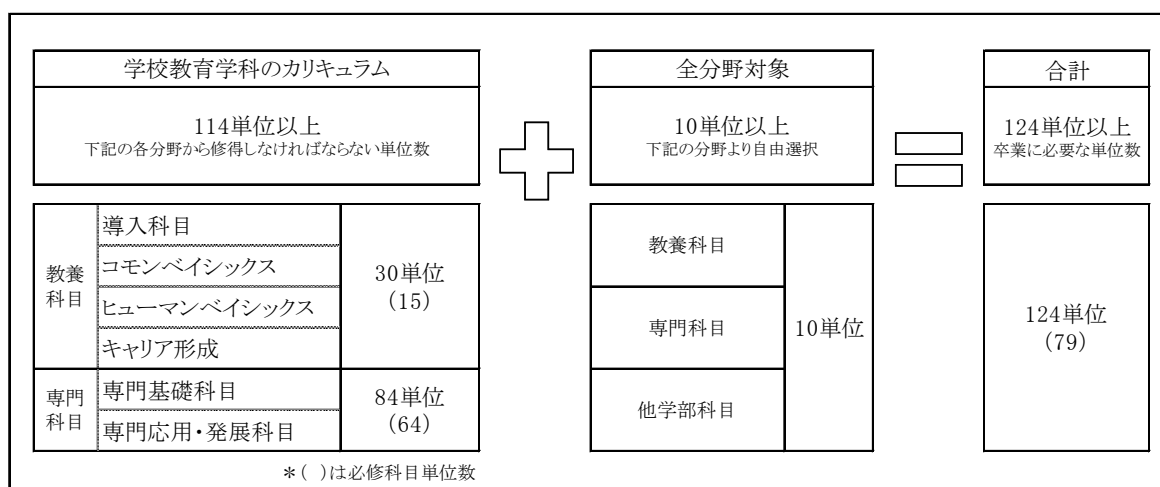 学校教育学科のカリキュラム
114単位以上
下記の各分野から修得しなければならない単位数
全分野対象
10単位以上
下記の分野より自由選択
合計
124単位以上
卒業に必要な単位数
教養
科目
導入科目
コモンベイシックス
ヒューマンベイシックス
キャリア形成
30単位
(15)
専門
科目
専門基礎科目
専門応用・発展科目
84単位
(64)
教養科目
専門科目
他学部科目
10単位
124単位
(79)
*( )は必修科目単位数